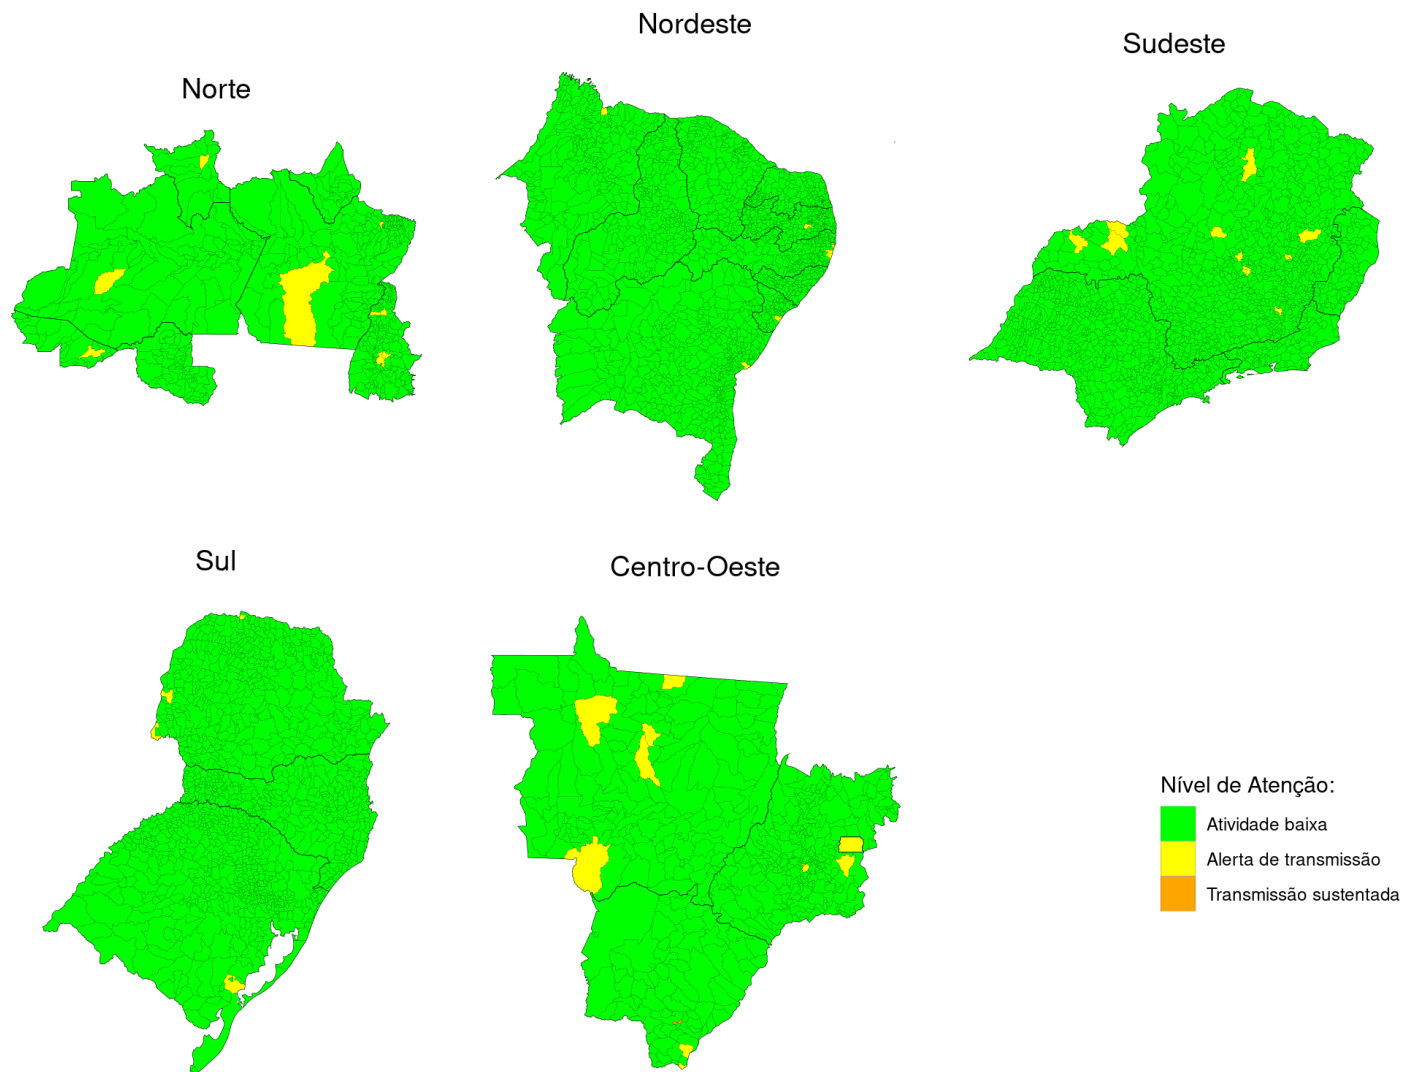 Norte
Nordeste
Sudeste
Sul
Centro-Oeste
Nível de Atenção:
Atividade baixa
Alerta de transmissão
Transmissão sustentada